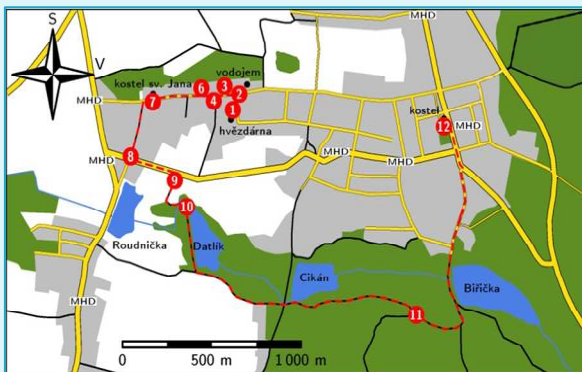 S
V
kostel sv. Jana
vodojem
MHD
7
6
3
4
2
1
hvězdárna
kostel
12
MHD
MHD
8
9
MHD
10
Roudnička
Datlík
Cikán
Biřička
MHD
11
0 500 m 1 000 m
MHD